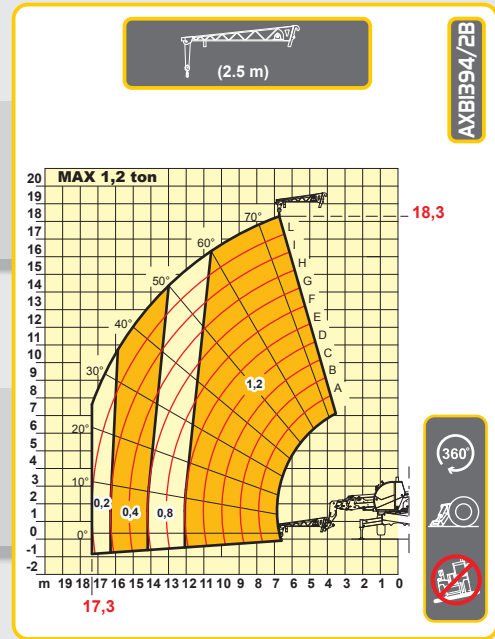 (2.5 m)
AXB1394/2B
MAX 1,2 ton
20
19
18
17
16
15
14
13
12
11
10
9
8
7
6
5
4
3
2
1
0
-1
-2
18,3
70°
60°
50°
40°
30°
20°
10°
0°
L
I
H
G
F
E
D
C
B
A
1,2
0,2
0,4
0,8
360°
m 19 18 17 16 15 14 13 12 11 10 9 8 7 6 5 4 3 2 1 0
17,3